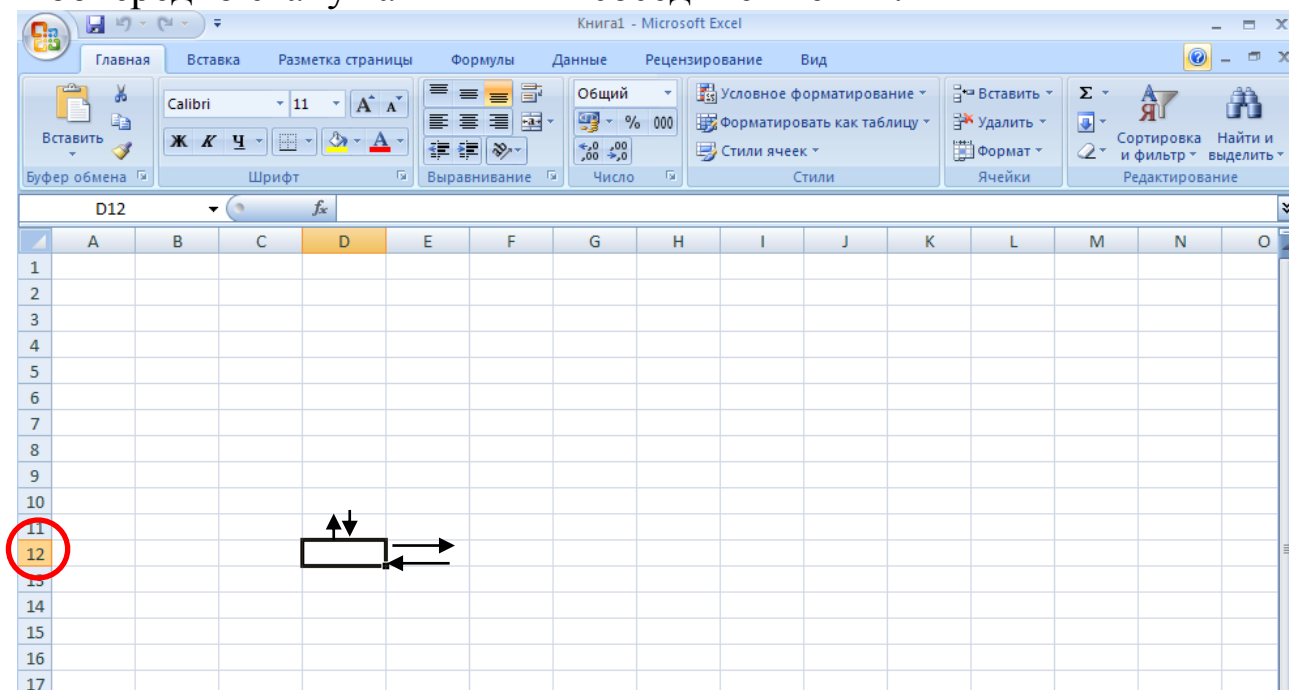 Книга1 - Microsoft Excel
Главная Вставка Разметка страницы Формулы Данные Рецензирование Вид
Calibri 11 Общий Условное форматирование Вставить Σ
Вставить Ж К Ч % 000 Форматировать как таблицу Удалить Сортировка и фильтр Найти и выделить
Стили ячеек Формат
Буфер обмена Шрифт Выравнивание Число Стили Ячейки Редактирование
D12 fx
A B C D E F G H I J K L M N O
1
2
3
4
5
6
7
8
9
10
11
12
13
14
15
16
17